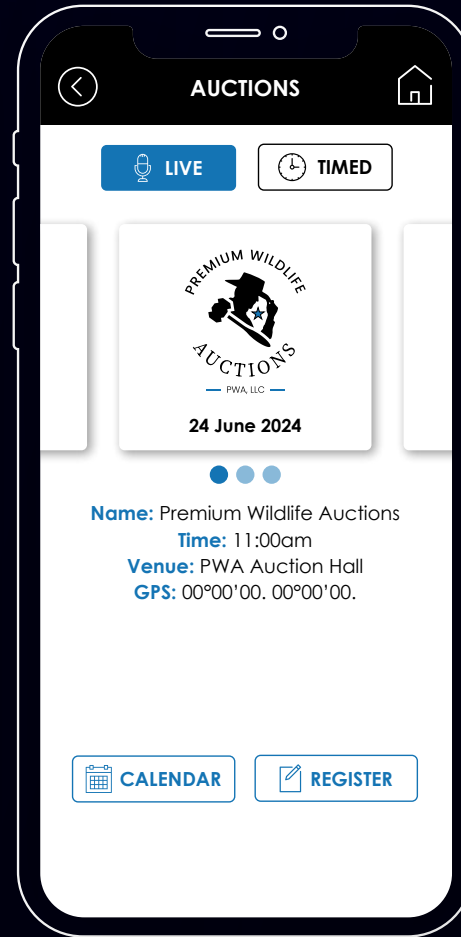 AUCTIONS
LIVE
TIMED
PREMIUM WILDLIFE
AUCTIONS
PWA, LLC
24 June 2024
Name: Premium Wildlife Auctions
Time: 11:00am
Venue: PWA Auction Hall
GPS: 00°00'00. 00°00'00.
CALENDAR
REGISTER